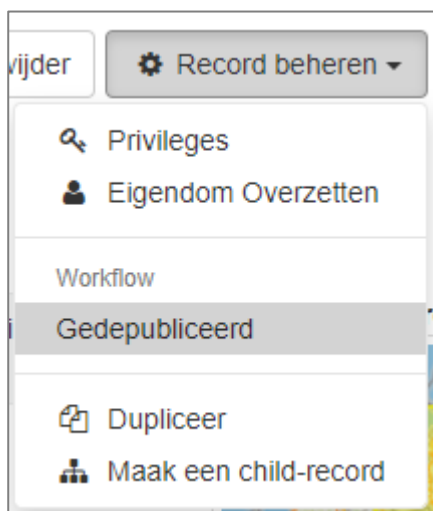 vijder
Record beheren
Privileges
Eigendom Overzetten
Workflow
Gedepubliceerd
Dupliceer
Maak een child-record